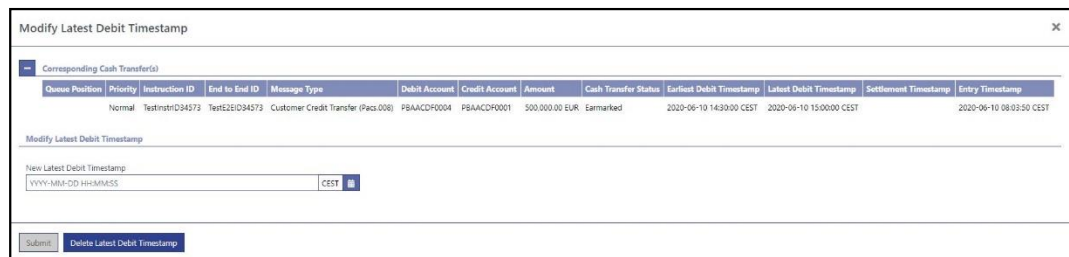 Modify Latest Debit Timestamp
Corresponding Cash Transfer(s)
Queue Position Priority Instruction ID End to End ID Message Type Debit Account Credit Account Amount Cash Transfer Status Earliest Debit Timestamp Latest Debit Timestamp Settlement Timestamp Entry Timestamp
Normal TestInstrID34573 TestE2EID34573 Customer Credit Transfer (Pacs.008) PBAACDF0004 PBAACDF0001 500,000.00 EUR Earmarked 2020-06-10 14:30:00 CEST 2020-06-10 15:00:00 CEST 2020-06-10 08:03:50 CEST
Modify Latest Debit Timestamp
New Latest Debit Timestamp
YYYY-MM-DD HH:MM:SS CEST
Submit Delete Latest Debit Timestamp